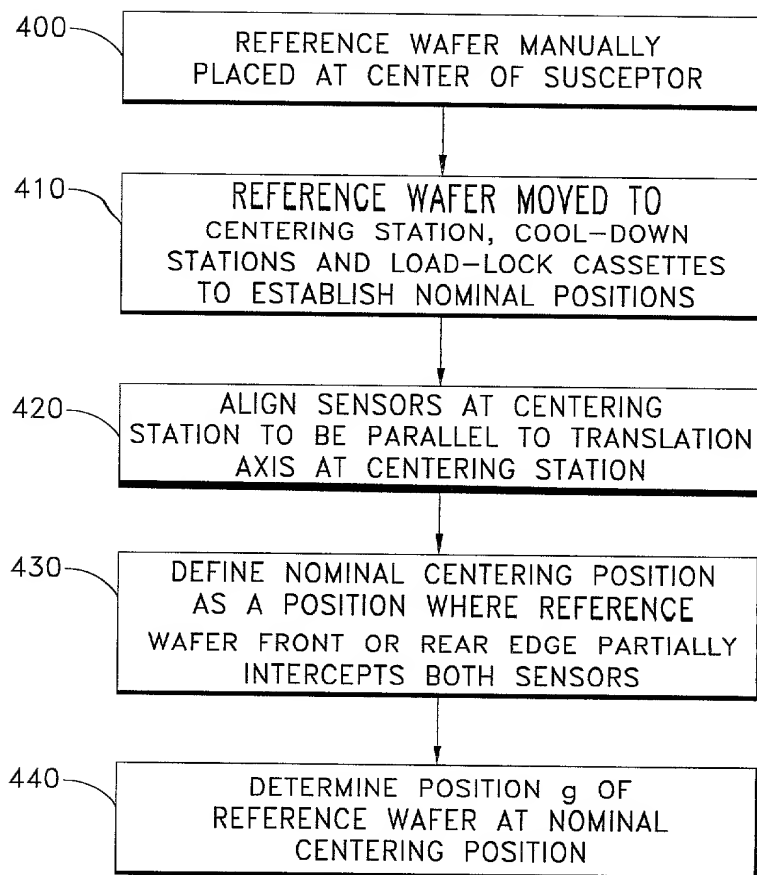 400
REFERENCE WAFER MANUALLY
PLACED AT CENTER OF SUSCEPTOR
410
REFERENCE WAFER MOVED TO
CENTERING STATION, COOL-DOWN
STATIONS AND LOAD-LOCK CASSETTES
TO ESTABLISH NOMINAL POSITIONS
420
ALIGN SENSORS AT CENTERING
STATION TO BE PARALLEL TO TRANSLATION
AXIS AT CENTERING STATION
430
DEFINE NOMINAL CENTERING POSITION
AS A POSITION WHERE REFERENCE
WAFER FRONT OR REAR EDGE PARTIALLY
INTERCEPTS BOTH SENSORS
440
DETERMINE POSITION g OF
REFERENCE WAFER AT NOMINAL
CENTERING POSITION